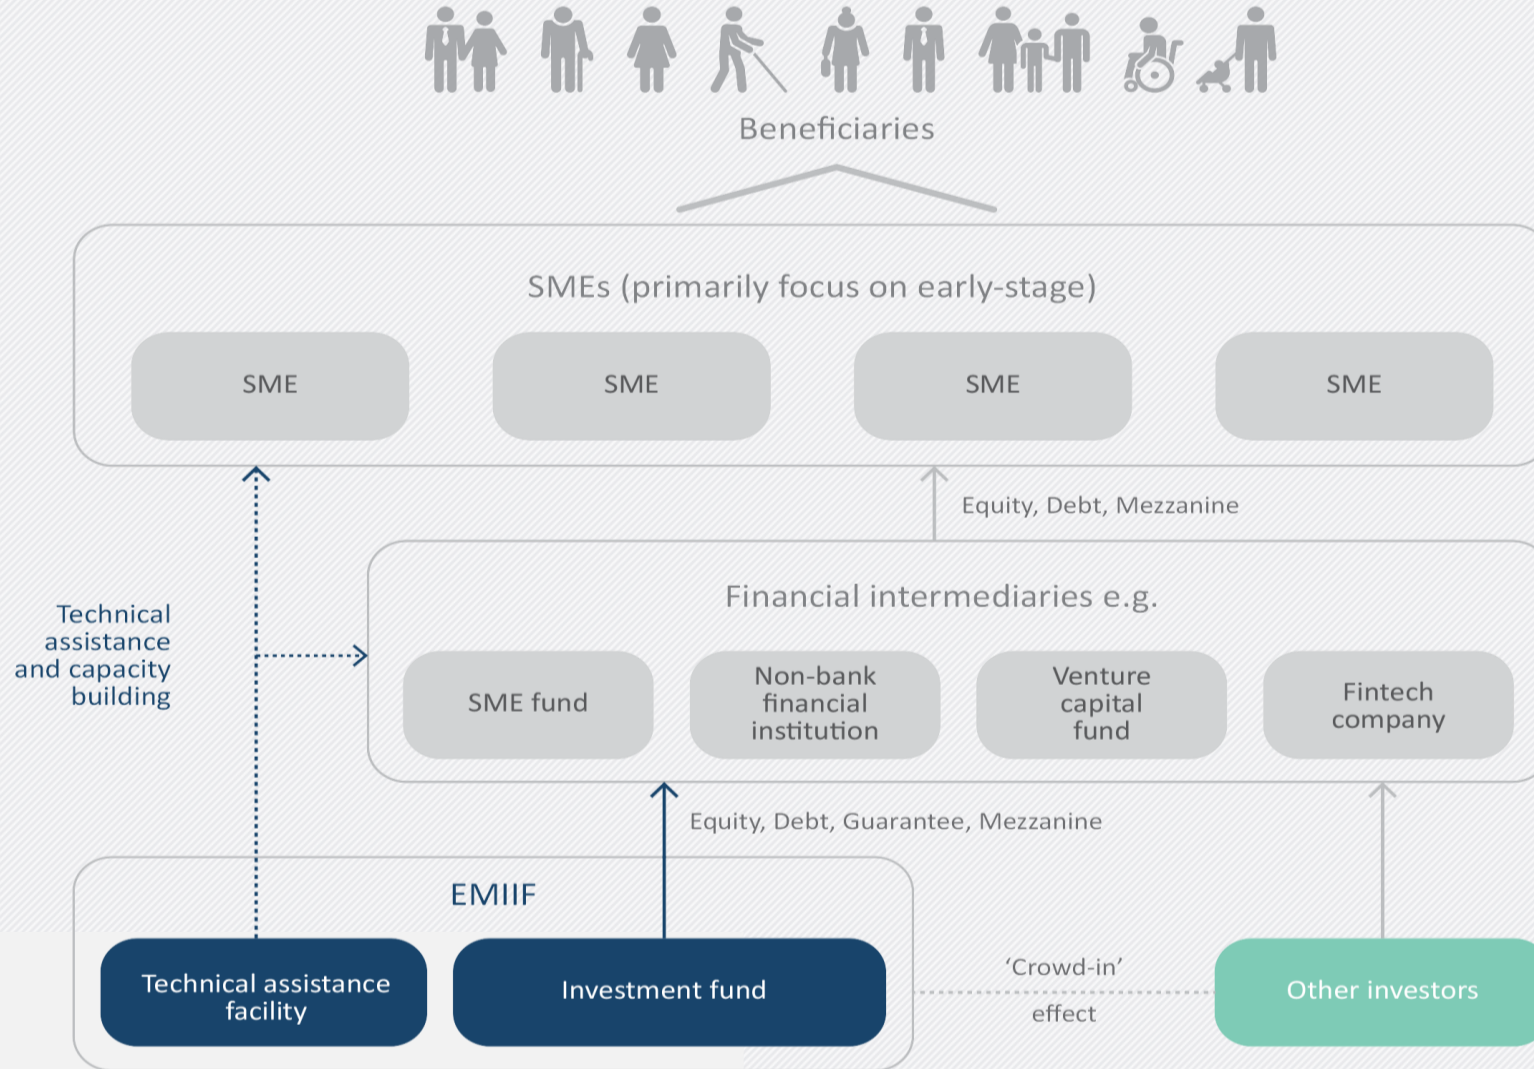 Beneficiaries
SMEs (primarily focus on early-stage)
SME
SME
SME
SME
Equity, Debt, Mezzanine
Technical
assistance
and capacity
building
Financial intermediaries e.g.
SME fund
Non-bank
financial
institution
Venture
capital
fund
Fintech
company
Equity, Debt, Guarantee, Mezzanine
EMIIF
Technical assistance
facility
Investment fund
‘Crowd-in’
effect
Other investors